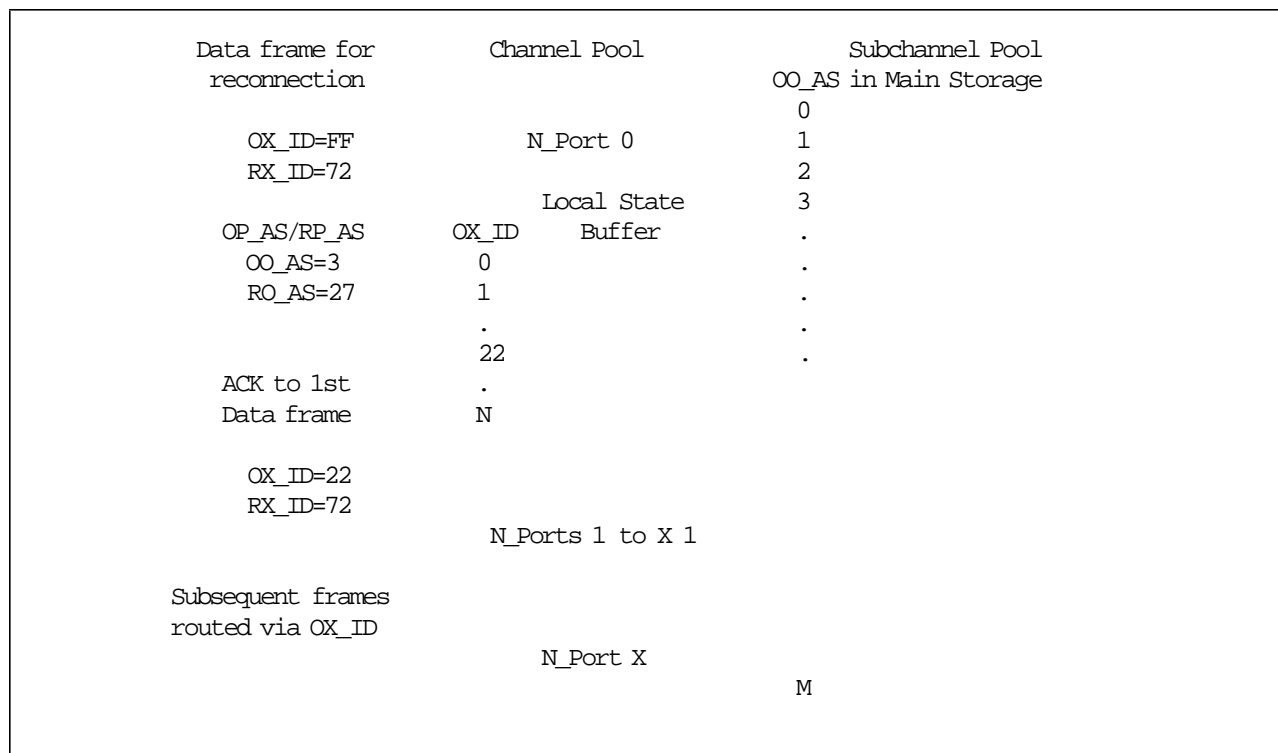 Data frame for Channel Pool Subchannel Pool
reconnection OO_AS in Main Storage
0
OX_ID=FF N_Port 0 1
RX_ID=72 2
Local State 3
OP_AS/RP_AS OX_ID Buffer .
OO_AS=3 0 .
RO_AS=27 1 .
. .
22 .
ACK to 1st .
Data frame N
OX_ID=22
RX_ID=72
N_Ports 1 to X 1
Subsequent frames
routed via OX_ID
N_Port X
M